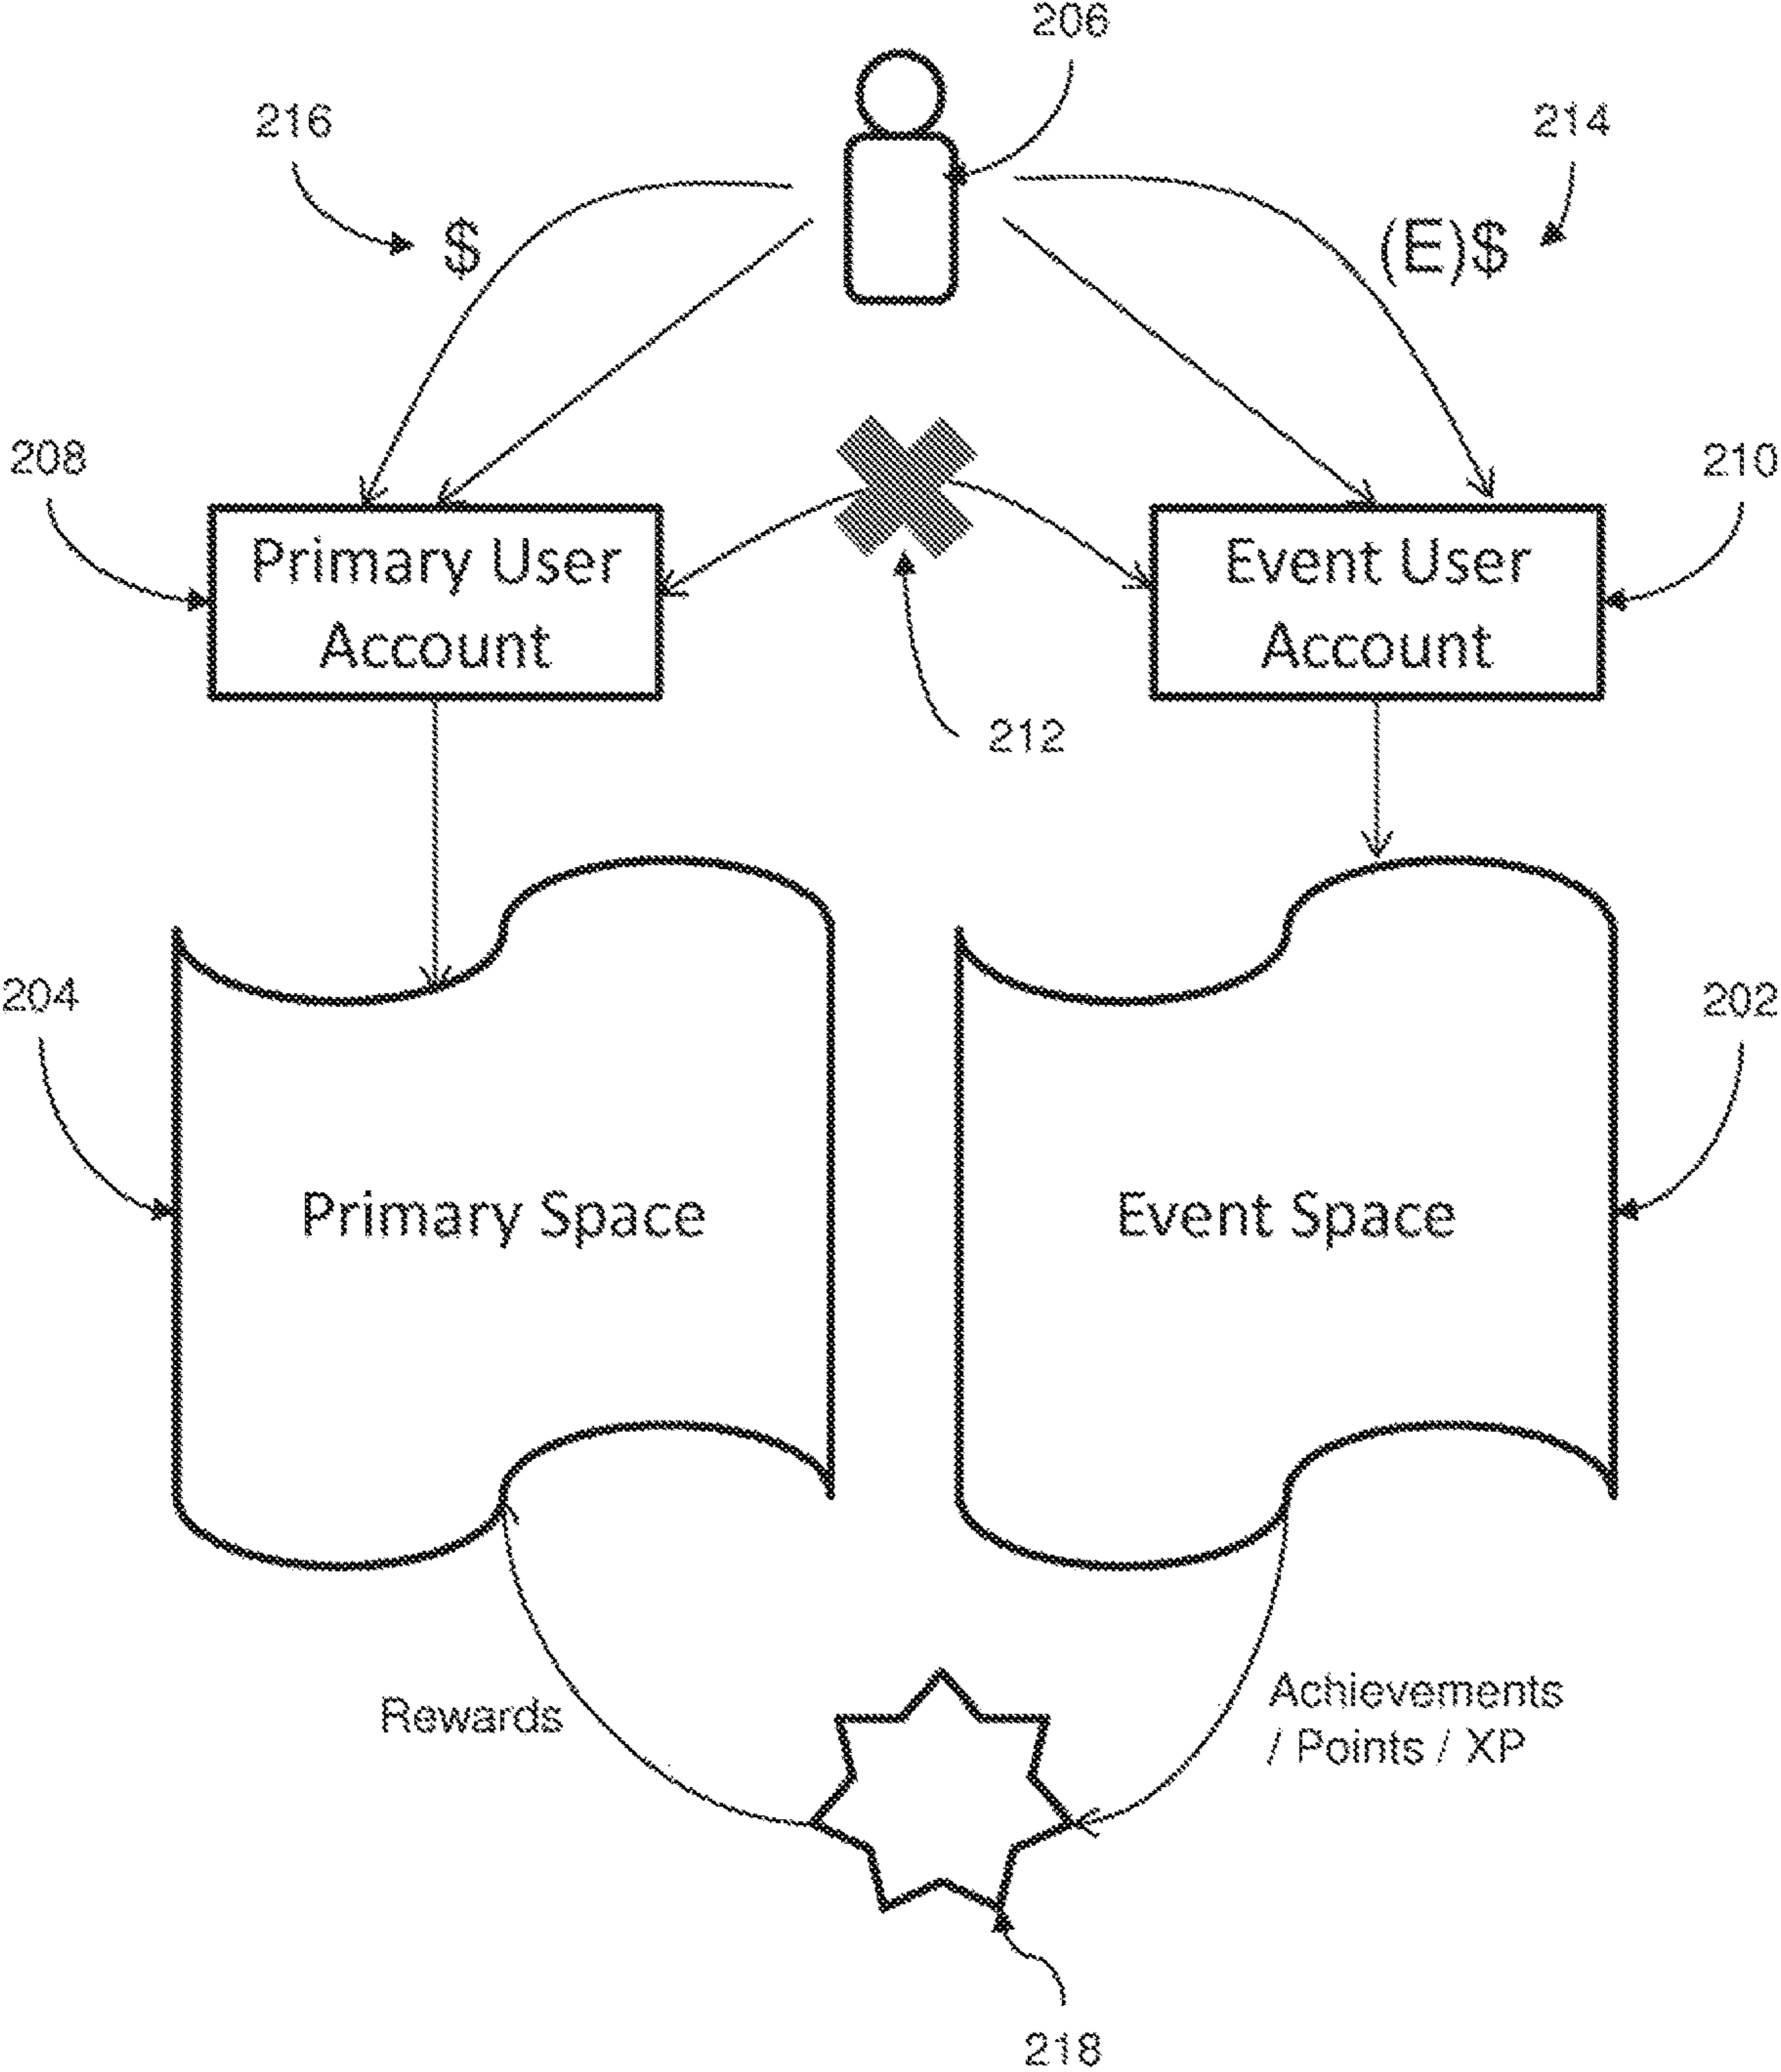 206
216
214
$
(E)$
208
210
Primary User
Account
Event User
Account
212
204
202
Primary Space
Event Space
Rewards
Achievements
/ Points / XP
218